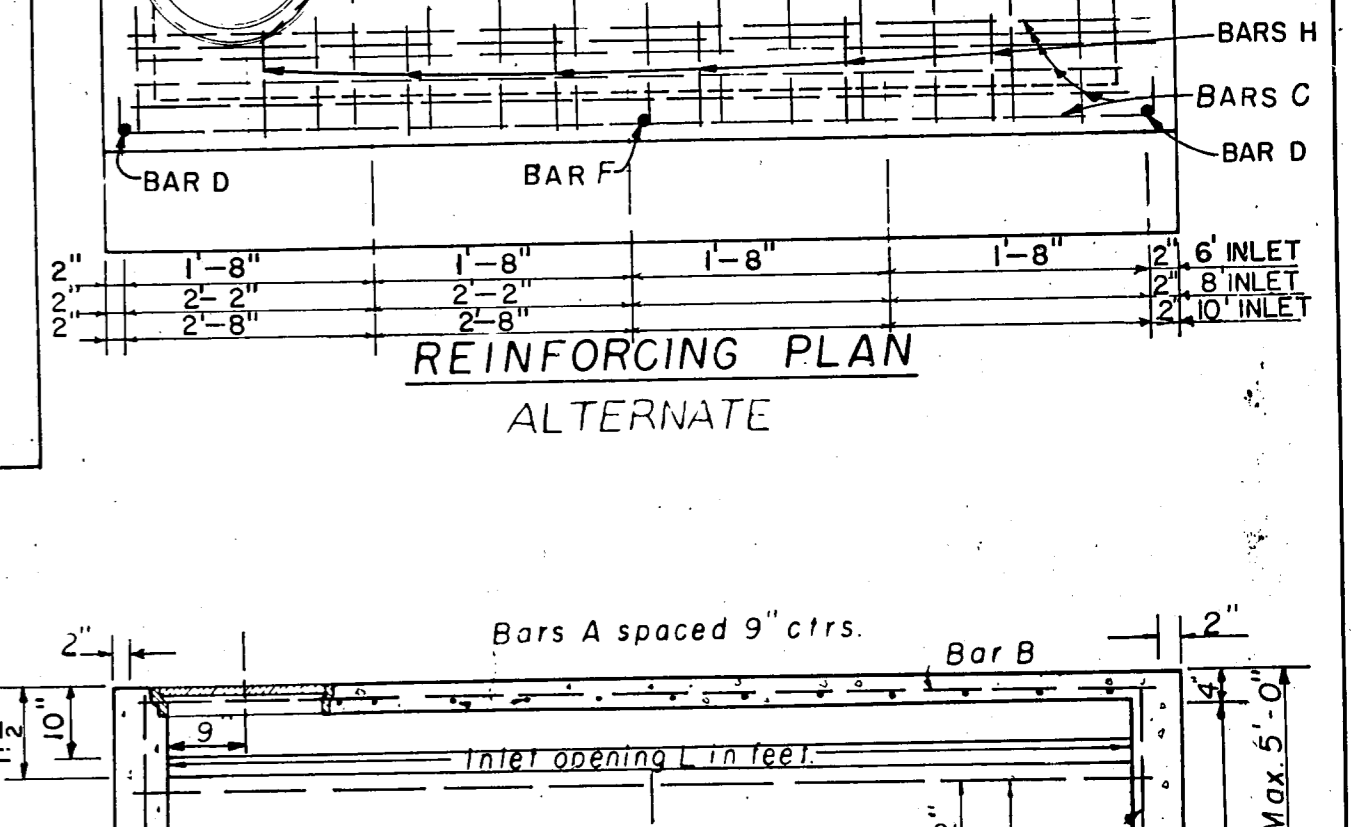 BARS H
BARS C
BAR D
BAR F
BAR D
2" 1'-8" 1'-8" 1'-8" 1'-8" 2" 6' INLET
2" 2'-2" 2'-2" 2" 8' INLET
2" 2'-8" 2'-8" 2" 10' INLET
REINFORCING PLAN
ALTERNATE
2" Bars A spaced 9" ctrs. 2"
Bar B
10" 4"
9"
Inlet opening L in feet.
Max. 5'-0"